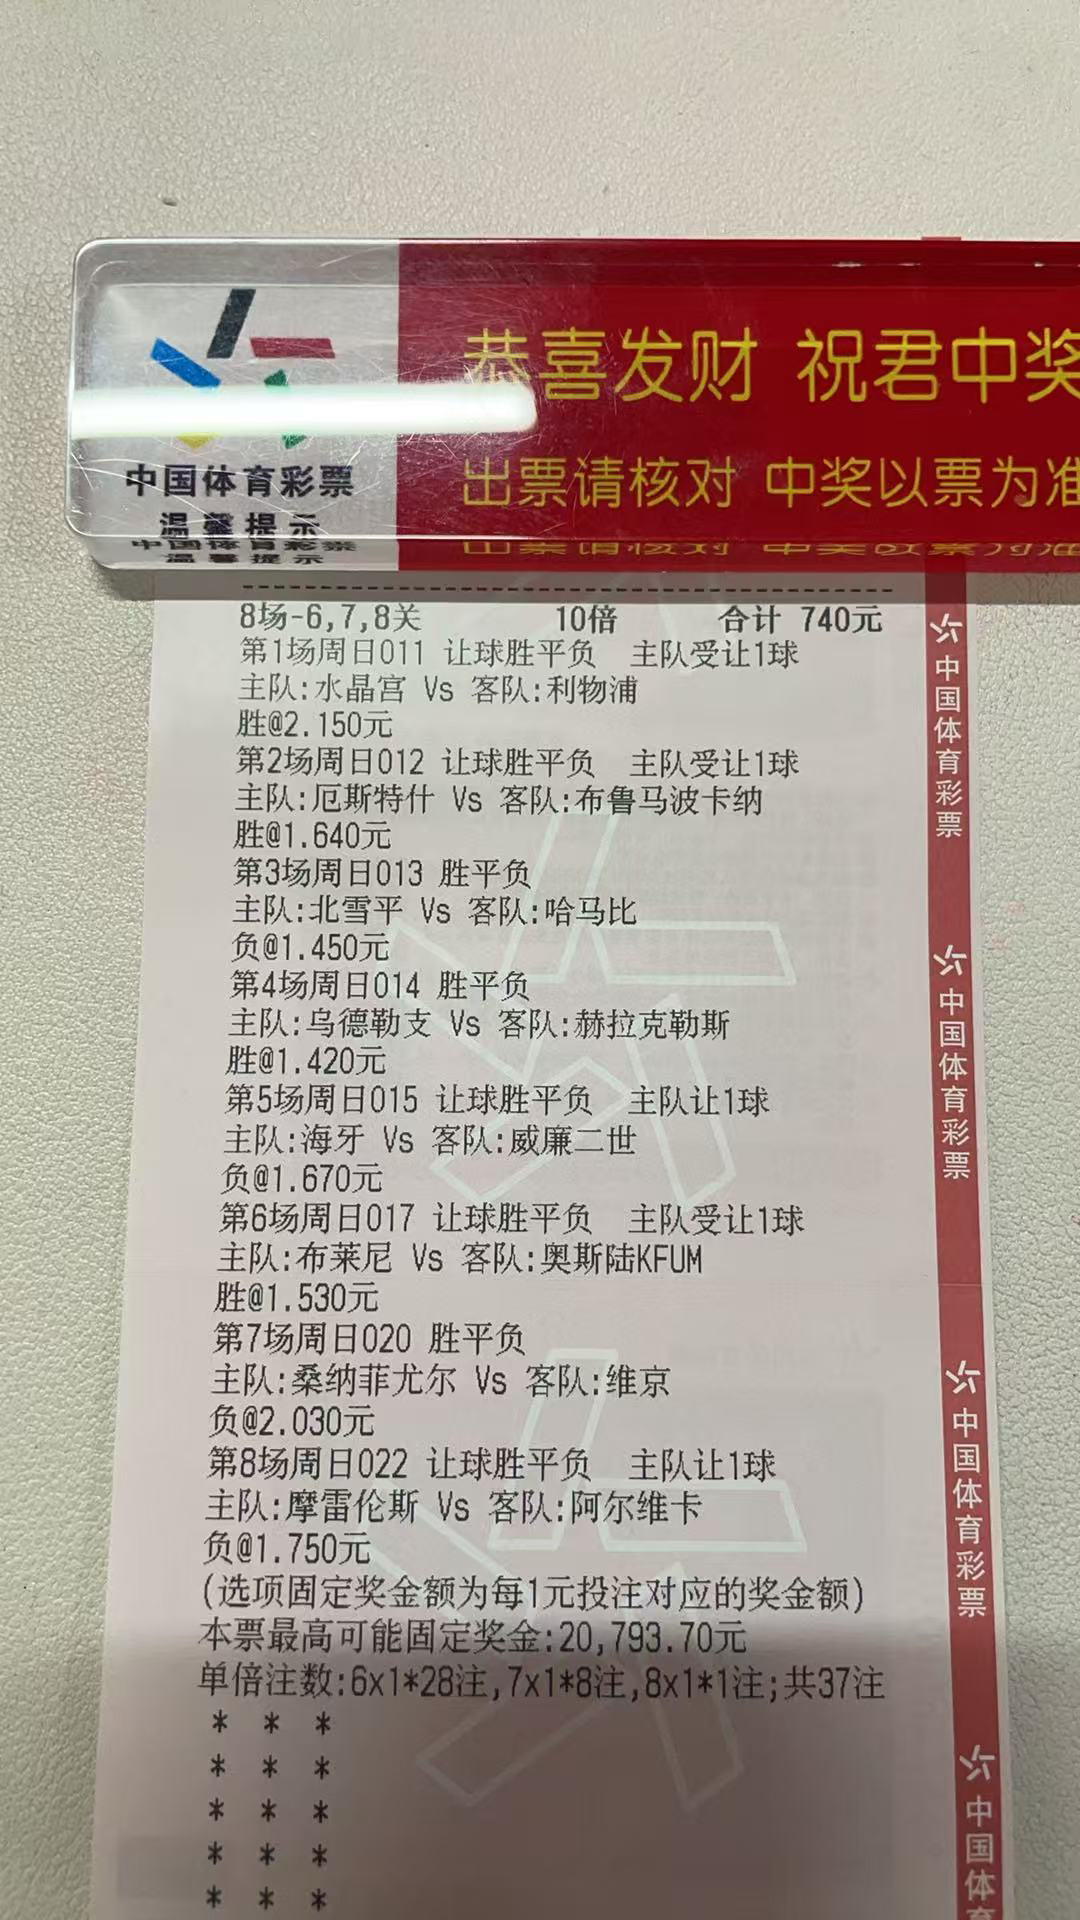 恭喜发财 祝君中奖
出票请核对 中奖以票为准
中国体育彩票
温馨提示
8场-6,7,8关 10倍 合计 740元
第1场周日011 让球胜平负 主队受让1球
主队:水晶宫 Vs 客队:利物浦
胜@2.150元
第2场周日012 让球胜平负 主队受让1球
主队:厄斯特什 Vs 客队:布鲁马波卡纳
胜@1.640元
第3场周日013 胜平负
主队:北雪平 Vs 客队:哈马比
负@1.450元
第4场周日014 胜平负
主队:乌德勒支 Vs 客队:赫拉克勒斯
胜@1.420元
第5场周日015 让球胜平负 主队让1球
主队:海牙 Vs 客队:威廉二世
负@1.670元
第6场周日017 让球胜平负 主队受让1球
主队:布莱尼 Vs 客队:奥斯陆KFUM
胜@1.530元
第7场周日020 胜平负
主队:桑纳菲尤尔 Vs 客队:维京
负@2.030元
第8场周日022 让球胜平负 主队让1球
主队:摩雷伦斯 Vs 客队:阿尔维卡
负@1.750元
(选项固定奖金额为每1元投注对应的奖金额)
本票最高可能固定奖金:20,793.70元
单倍注数:6x1*28注,7x1*8注,8x1*1注;共37注
* * *
* * *
* * *
* * *
* * *
中国体育彩票
中国体育彩票
中国体育彩票
中国体育